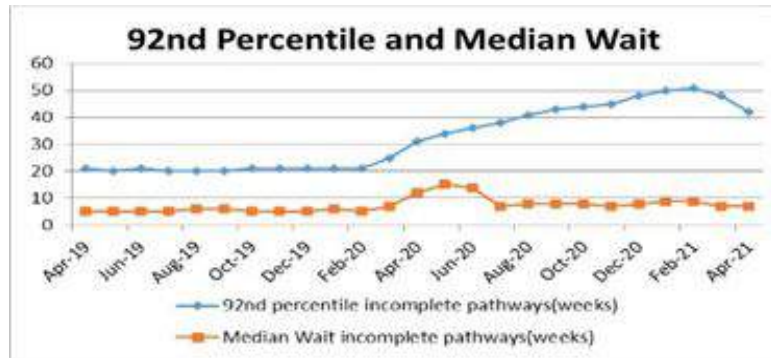 92nd Percentile and Median Wait
60
50
40
30
20
10
0
Apr-19
Jun-19
Aug-19
Oct-19
Dec-19
Feb-20
Apr-20
Jun-20
Aug-20
Oct-20
Dec-20
Feb-21
Apr-21
92nd percentile incomplete pathways(weeks)
Median Wait incomplete pathways(weeks)